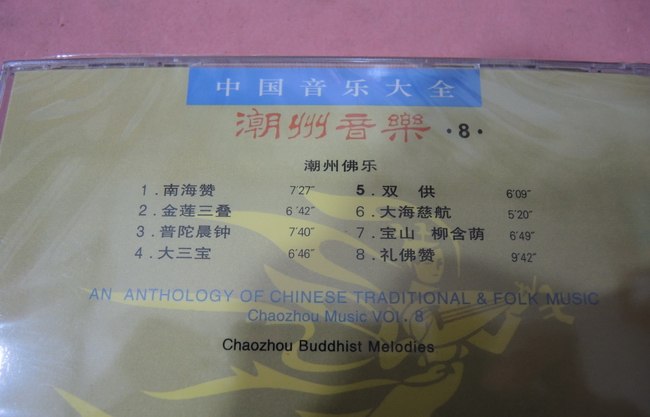 中国音乐大全
潮州音樂 ·8·
潮州佛乐
1.南海赞 7′27″
2.金莲三叠 6′42″
3.普陀晨钟 7′40″
4.大三宝 6′46″
5.双 供 6′09″
6.大海慈航 5′20″
7.宝山 柳含萌 6′49″
8.礼佛赞 9′42″
AN ANTHOLOGY OF CHINESE TRADITIONAL & FOLK MUSIC
Chaozhou Music VOL. 8
Chaozhou Buddhist Melodies